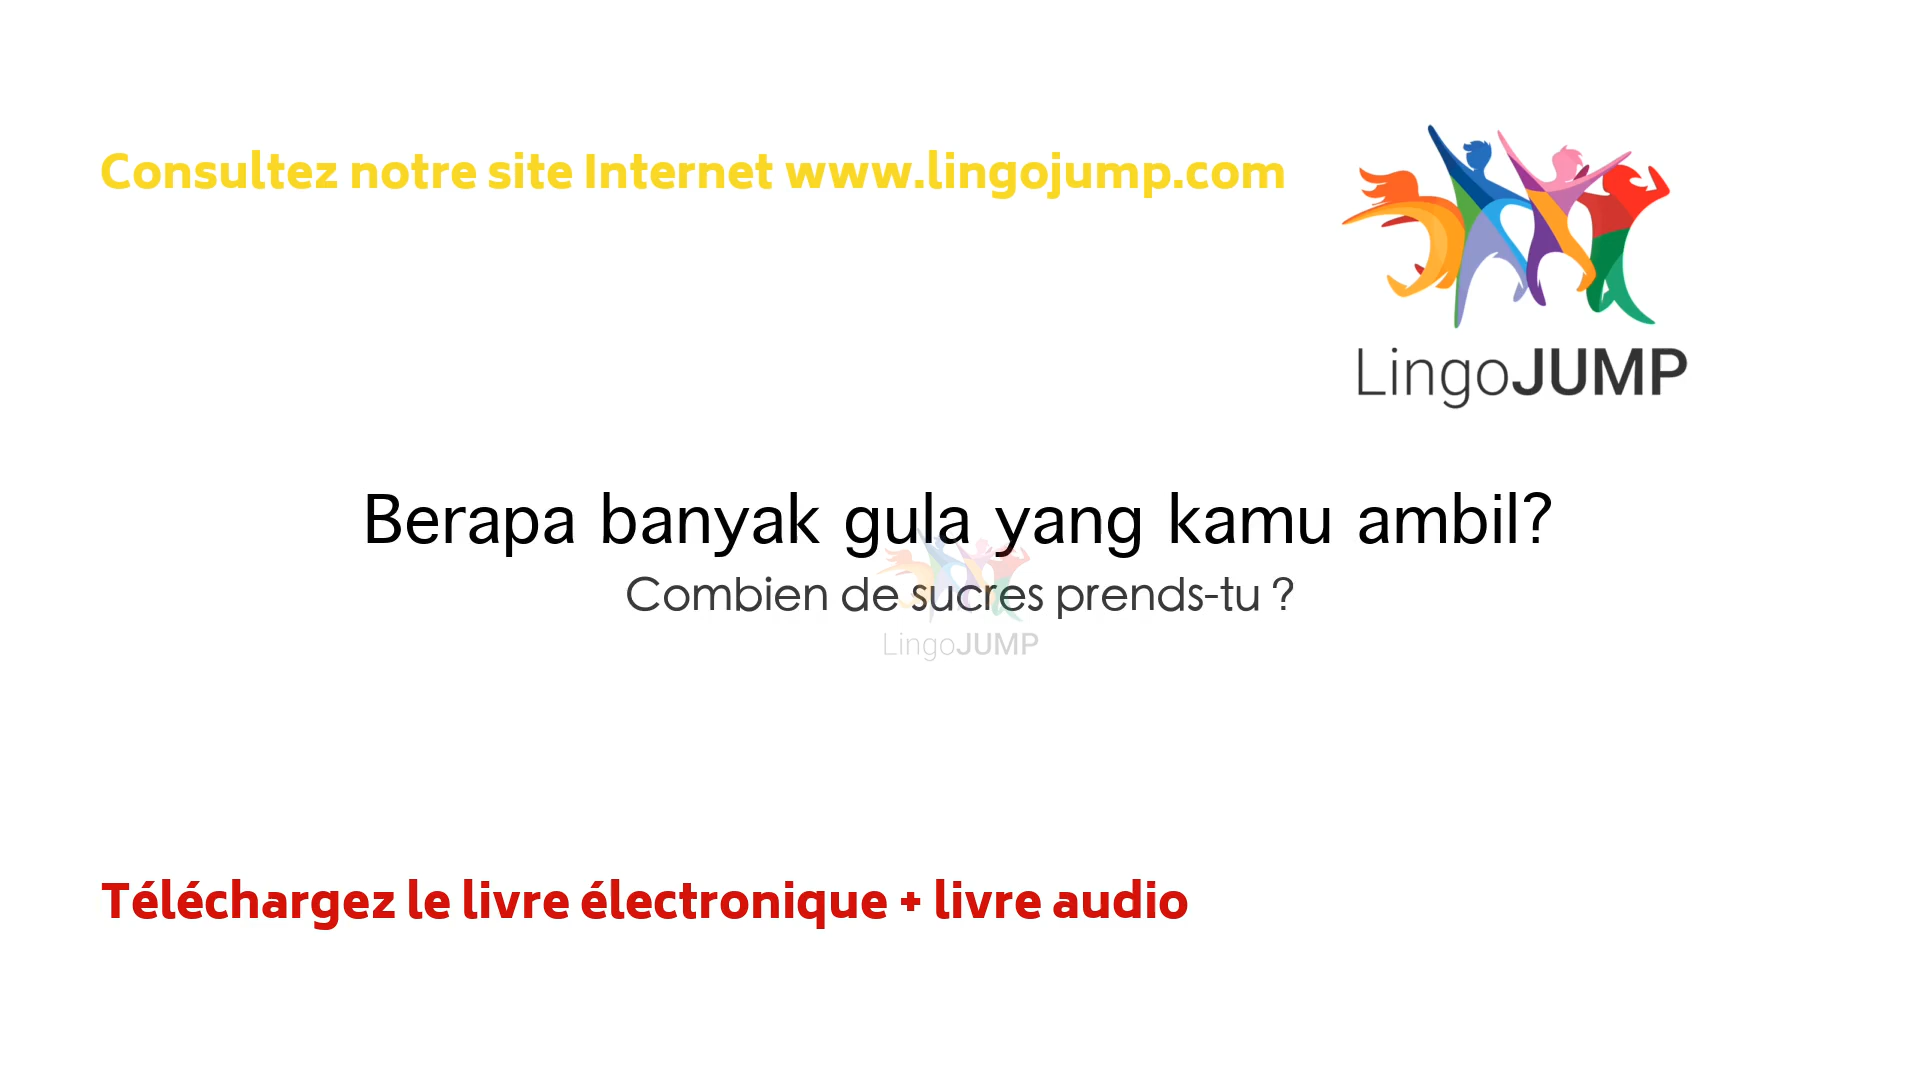 Consultez notre site Internet www.lingojump.com
LingoJUMP
Berapa banyak gula yang kamu ambil?
Combien de sucres prends-tu ?
LingoJUMP
Téléchargez le livre électronique + livre audio